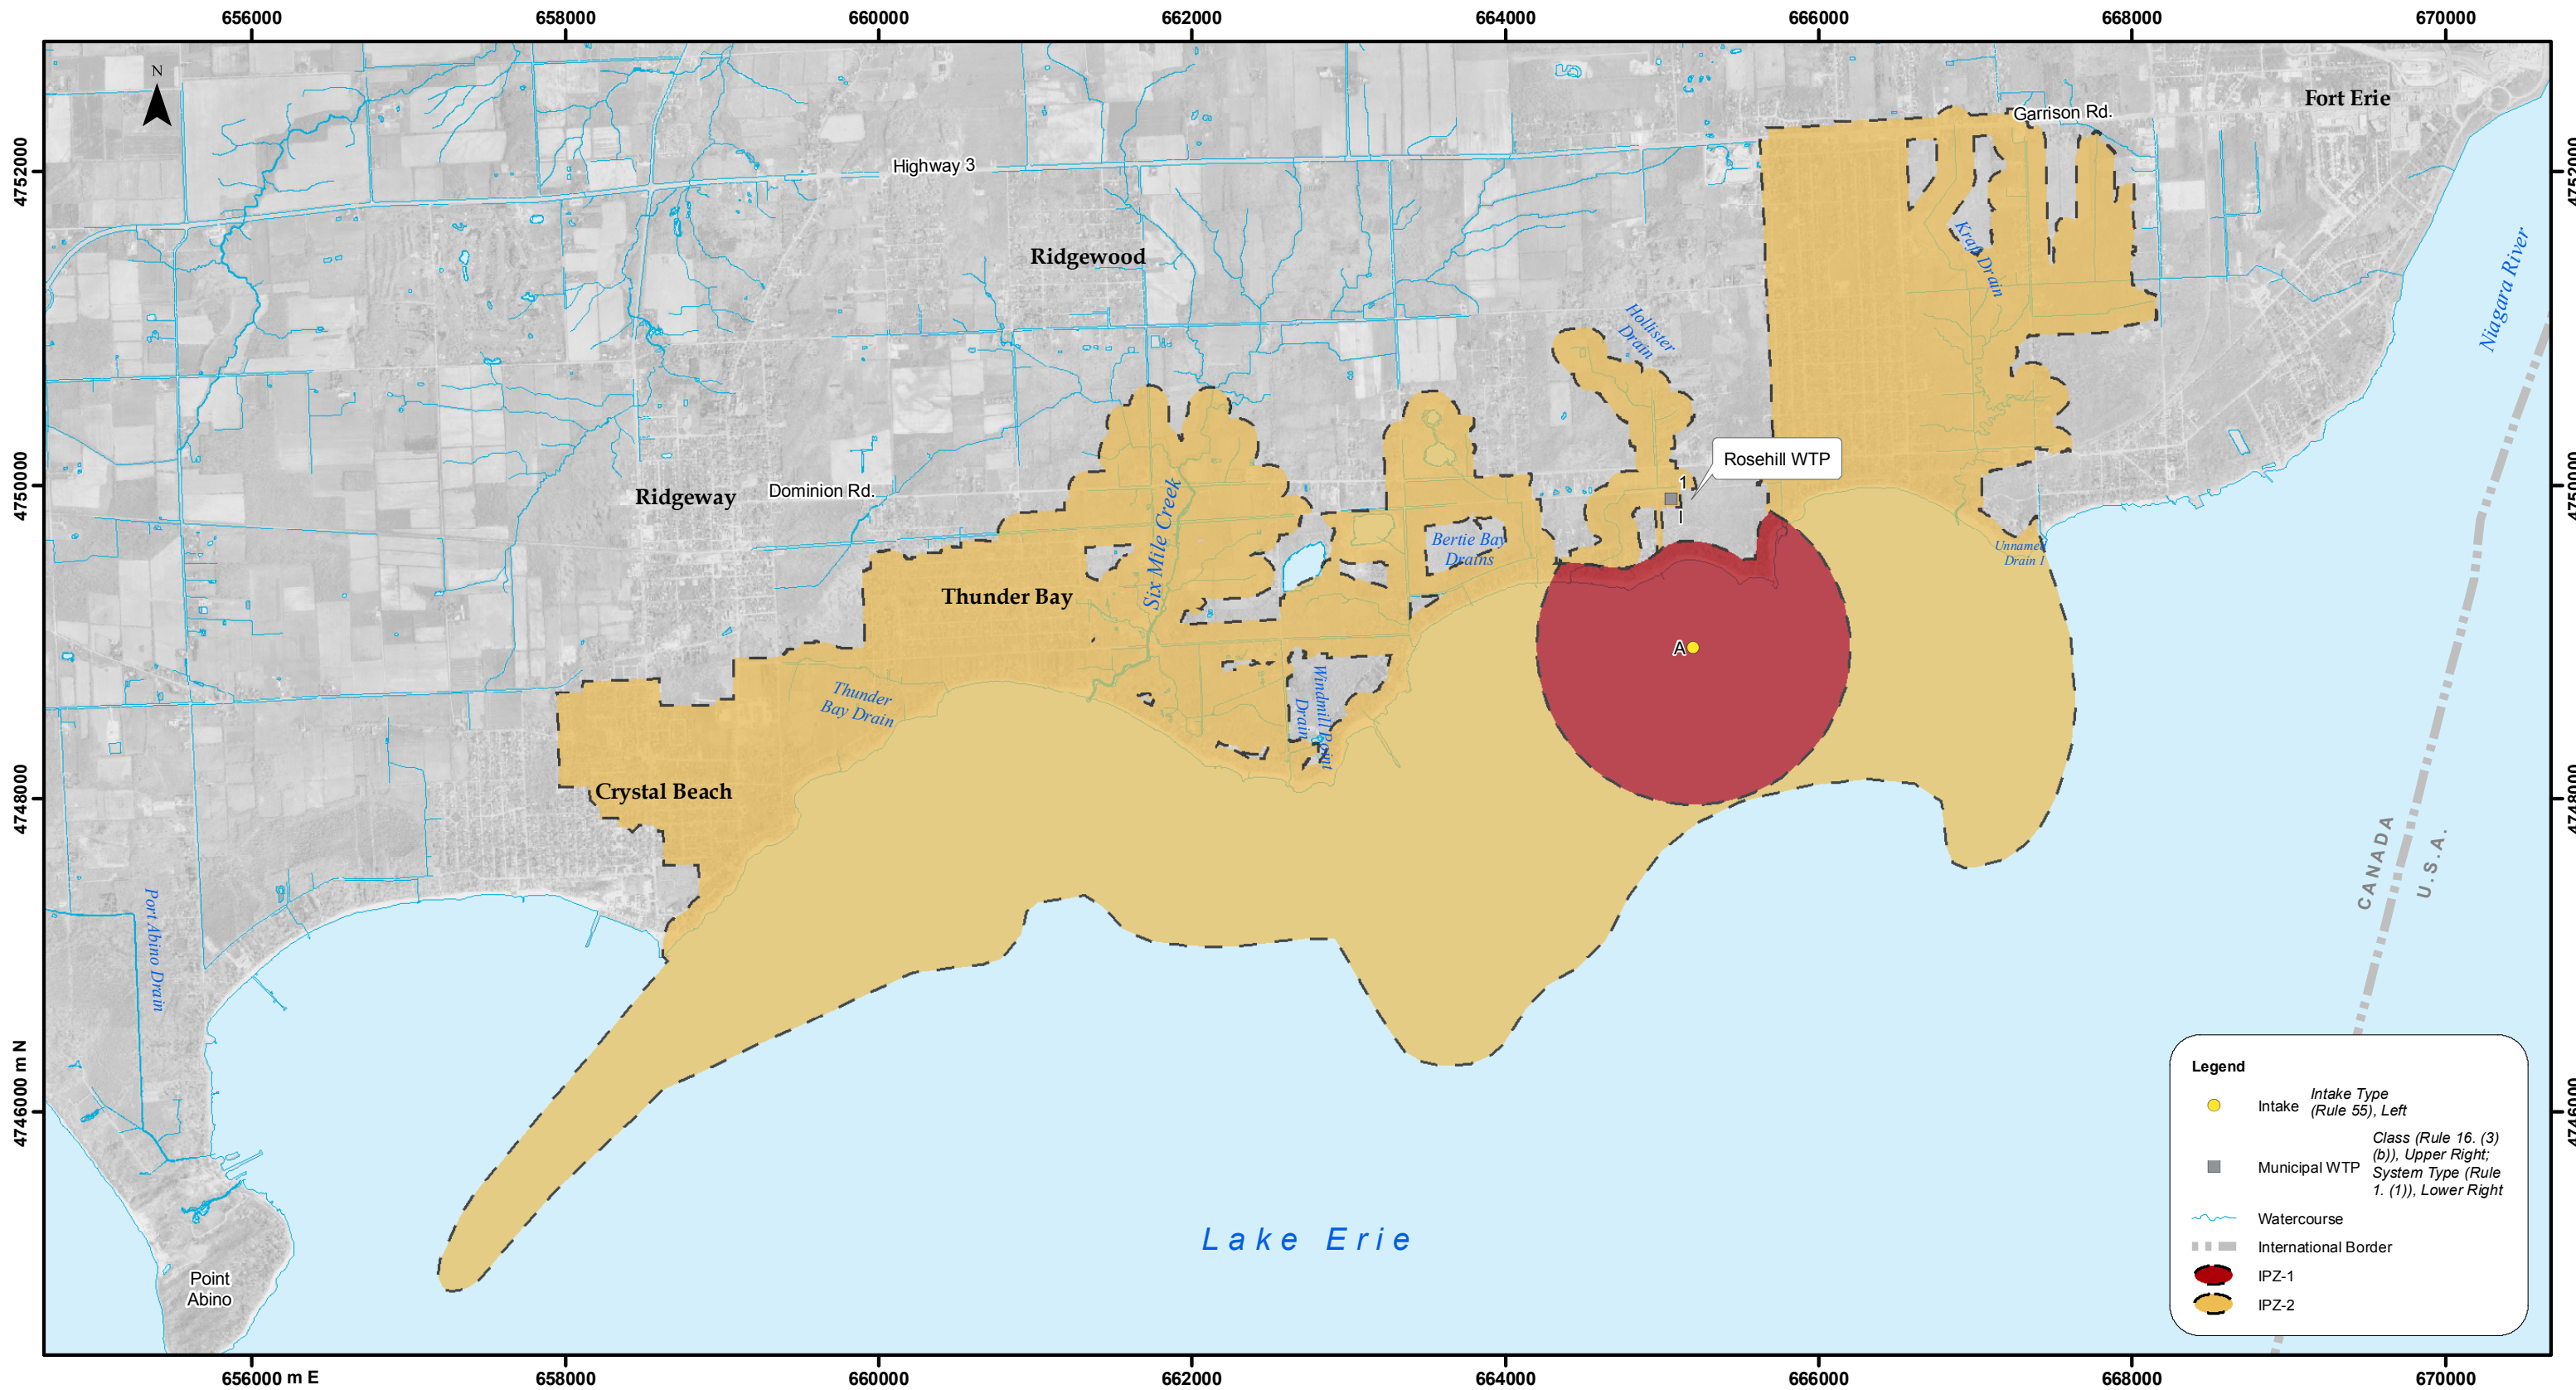 656000
658000
660000
662000
664000
666000
668000
670000
N
Fort Erie
Garrison Rd.
4752000
4752000
Highway 3
Ridgewood
Kraft Drain
Niagara River
Hollister
Drain
Rosehill WTP
4750000
4750000
Ridgeway
Dominion Rd.
1
I
Six Mile Creek
Bertie Bay
Drains
Unnamed
Drain 1
Thunder Bay
A
Thunder
Bay Drain
Windmill Point
Drain
Crystal Beach
4748000
4748000
CANADA
U.S.A.
Port Abino Drain
4746000 m N
4746000
Lake Erie
Point
Abino
Legend
Intake
Intake Type
(Rule 55), Left
Municipal WTP
Class (Rule 16. (3)
(b)), Upper Right;
System Type (Rule
1. (1)), Lower Right
Watercourse
International Border
IPZ-1
IPZ-2
656000 m E
658000
660000
662000
664000
666000
668000
670000